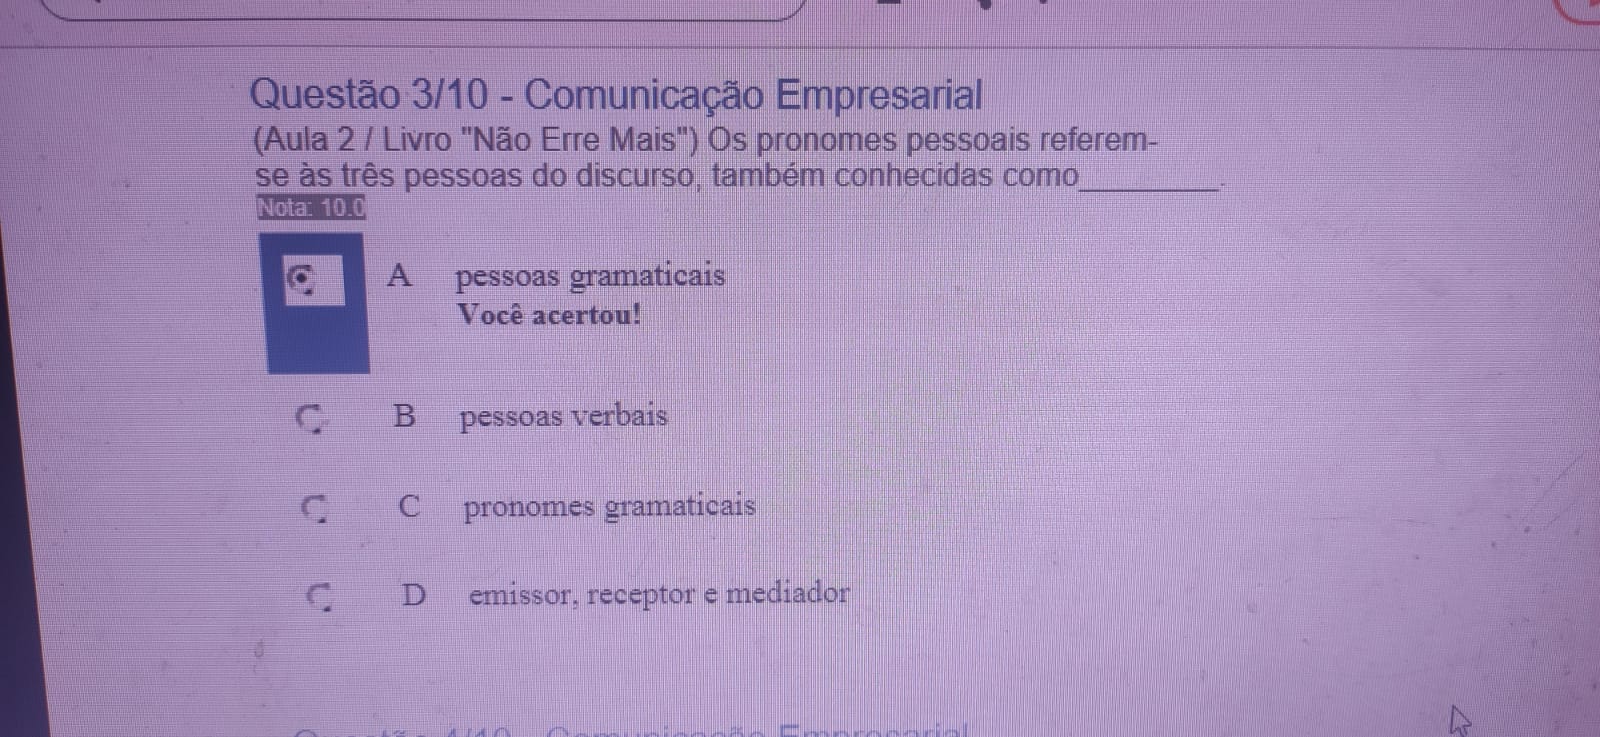 Questão 3/10 - Comunicação Empresarial
(Aula 2 / Livro "Não Erre Mais") Os pronomes pessoais referem-
se às três pessoas do discurso, também conhecidas como_________.
Nota: 10.0
A pessoas gramaticais
Você acertou!
B pessoas verbais
C pronomes gramaticais
D emissor, receptor e mediador
Questão 4/10 - Comunicação Empresarial